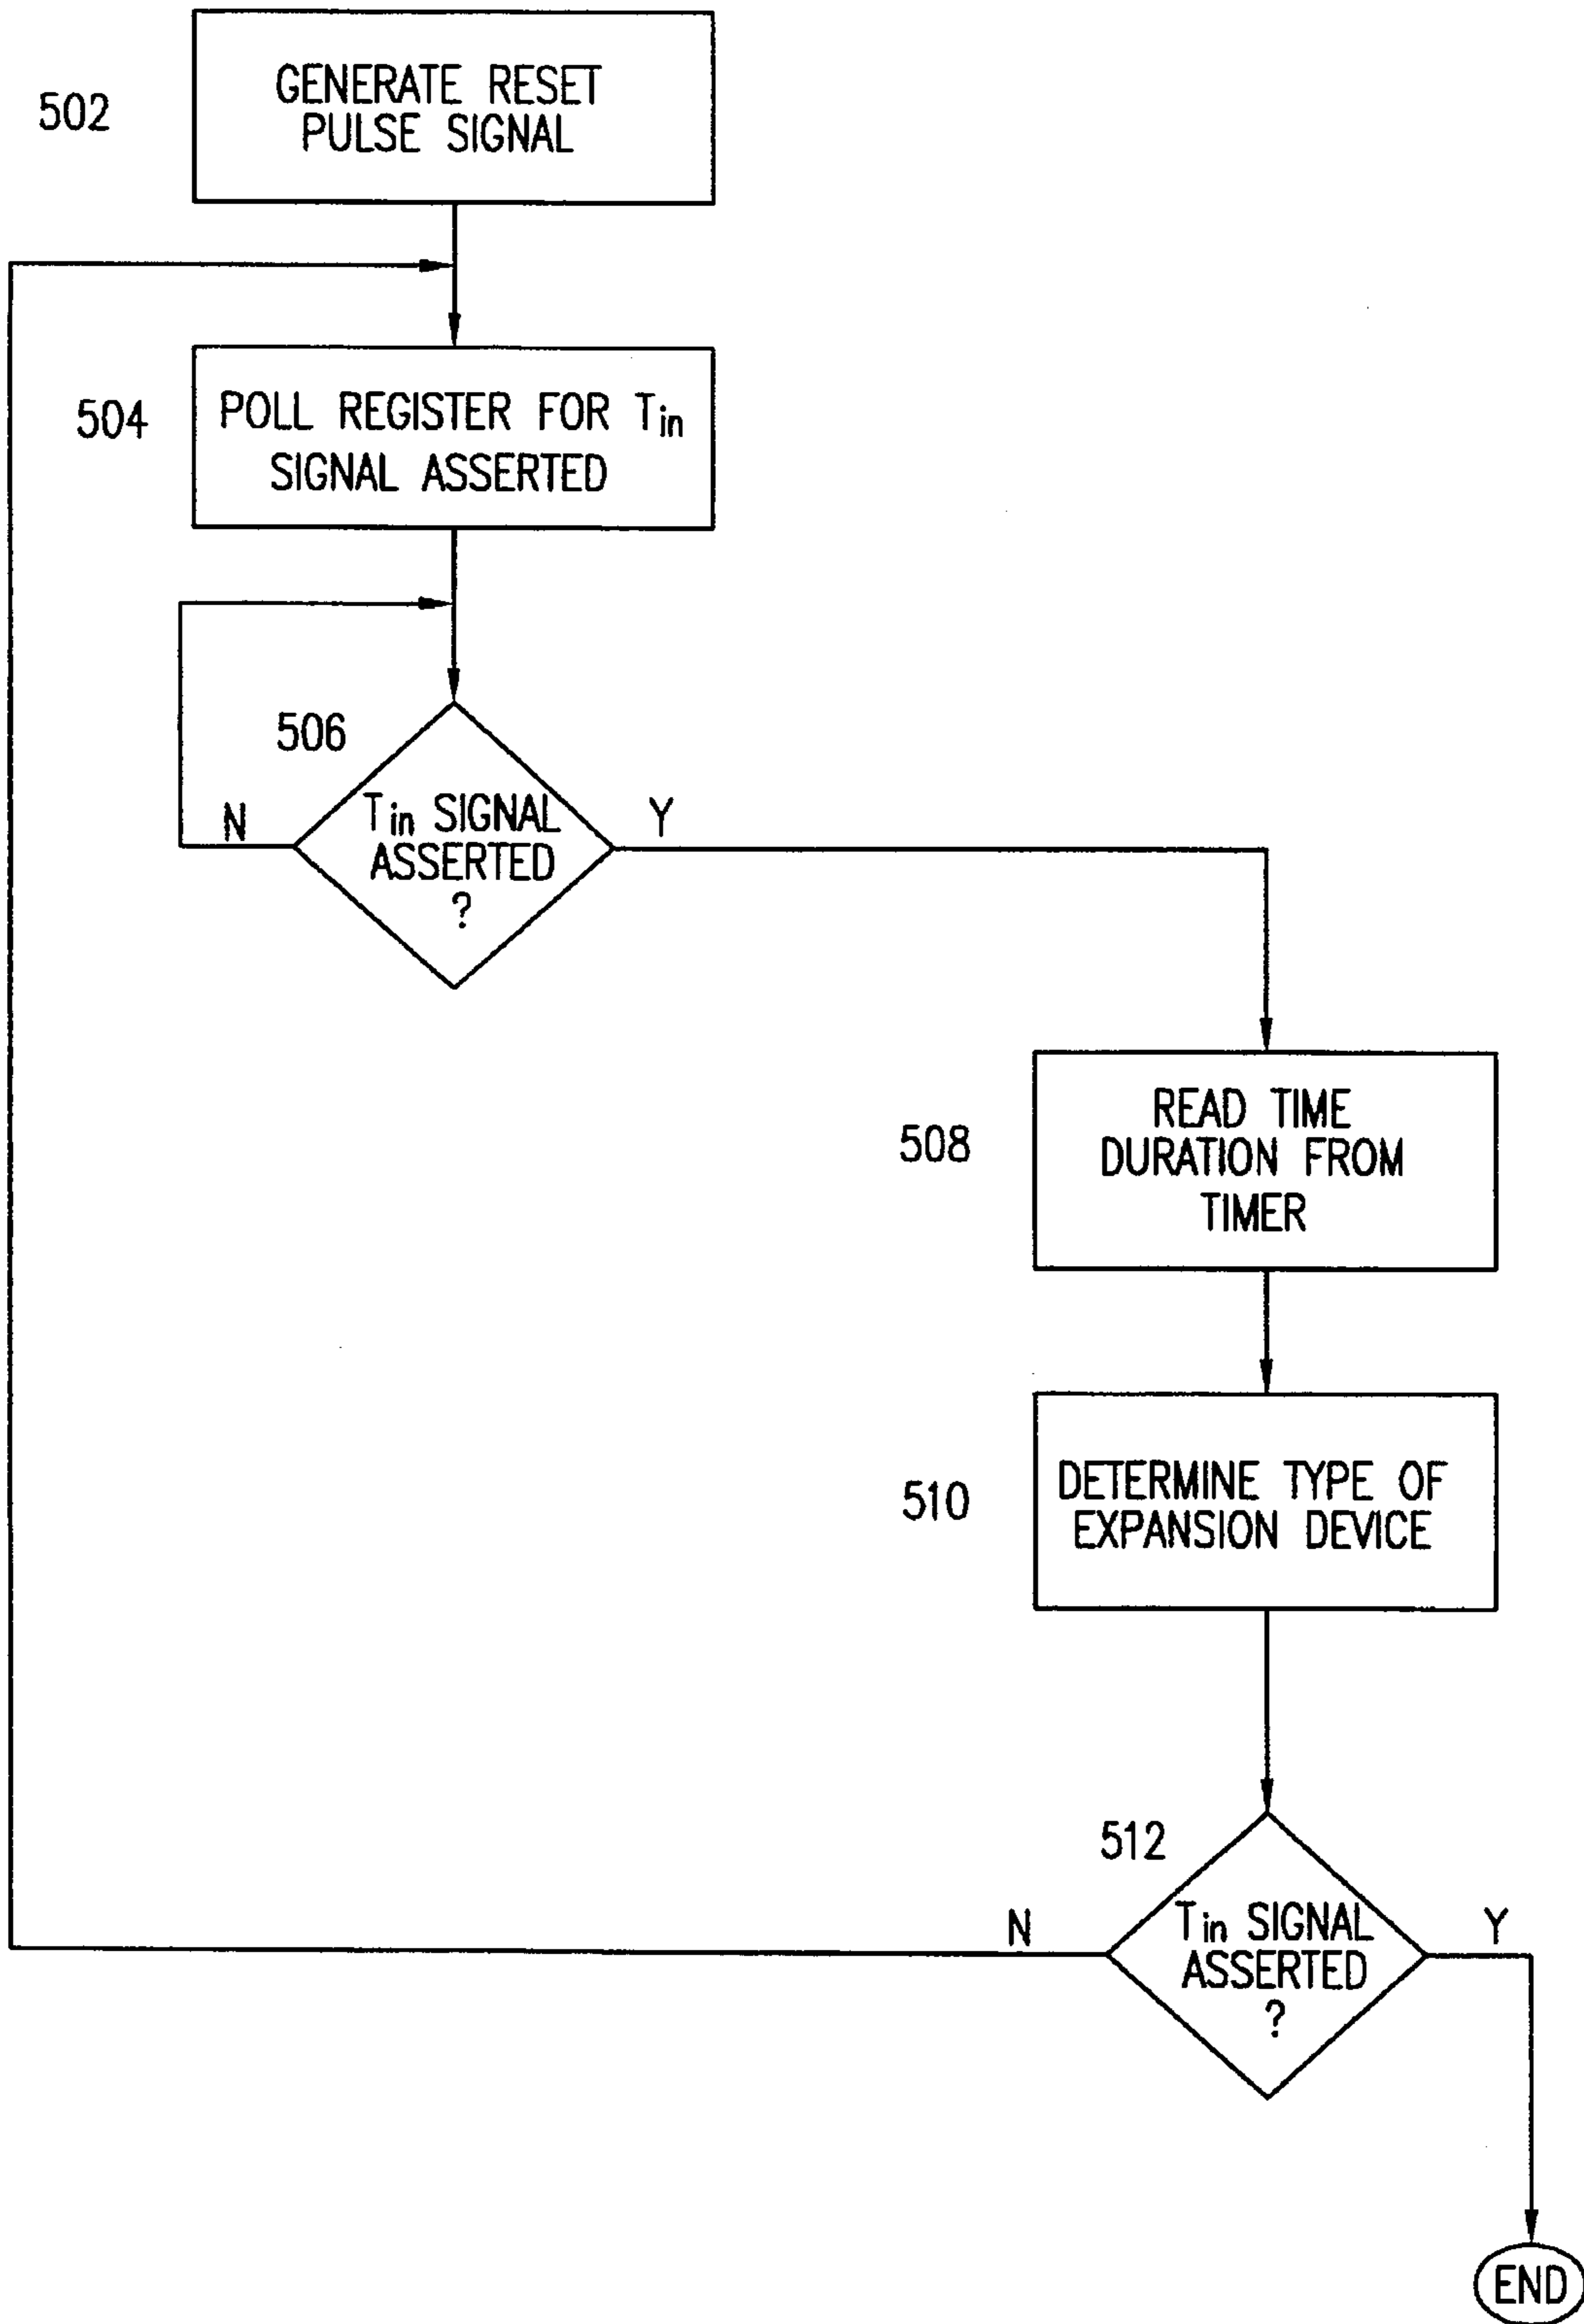 502
GENERATE RESET
PULSE SIGNAL
504
POLL REGISTER FOR Tin
SIGNAL ASSERTED
506
Tin SIGNAL
ASSERTED
?
N
Y
508
READ TIME
DURATION FROM
TIMER
510
DETERMINE TYPE OF
EXPANSION DEVICE
512
Tin SIGNAL
ASSERTED
?
N
Y
END